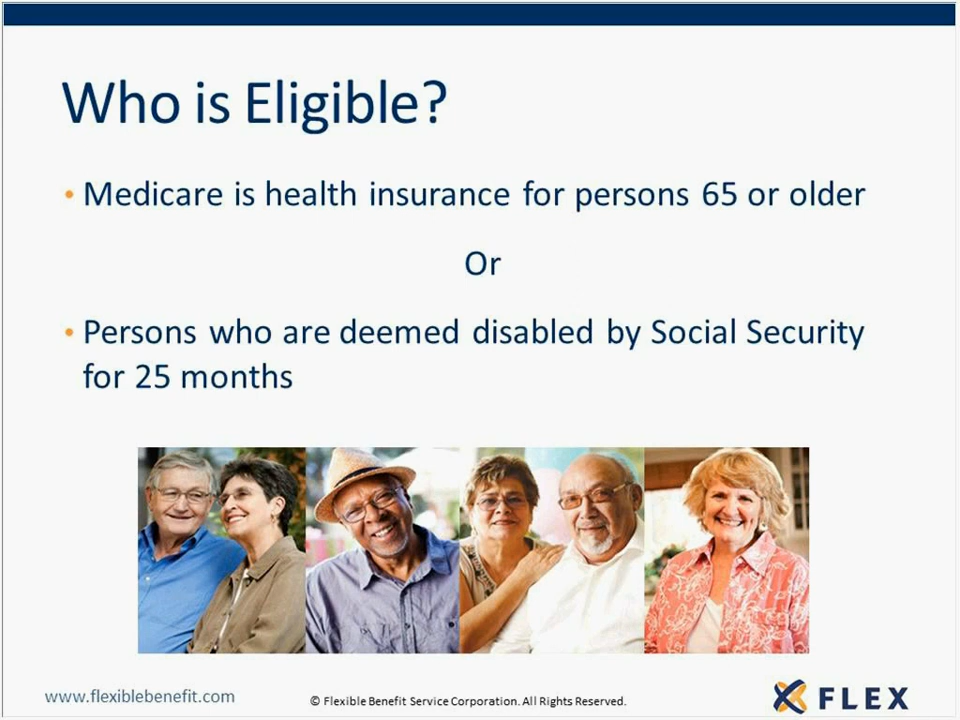 Who is Eligible?
• Medicare is health insurance for persons 65 or older
Or
• Persons who are deemed disabled by Social Security
for 25 months
www.flexiblebenefit.com
© Flexible Benefit Service Corporation. All Rights Reserved.
FLEX